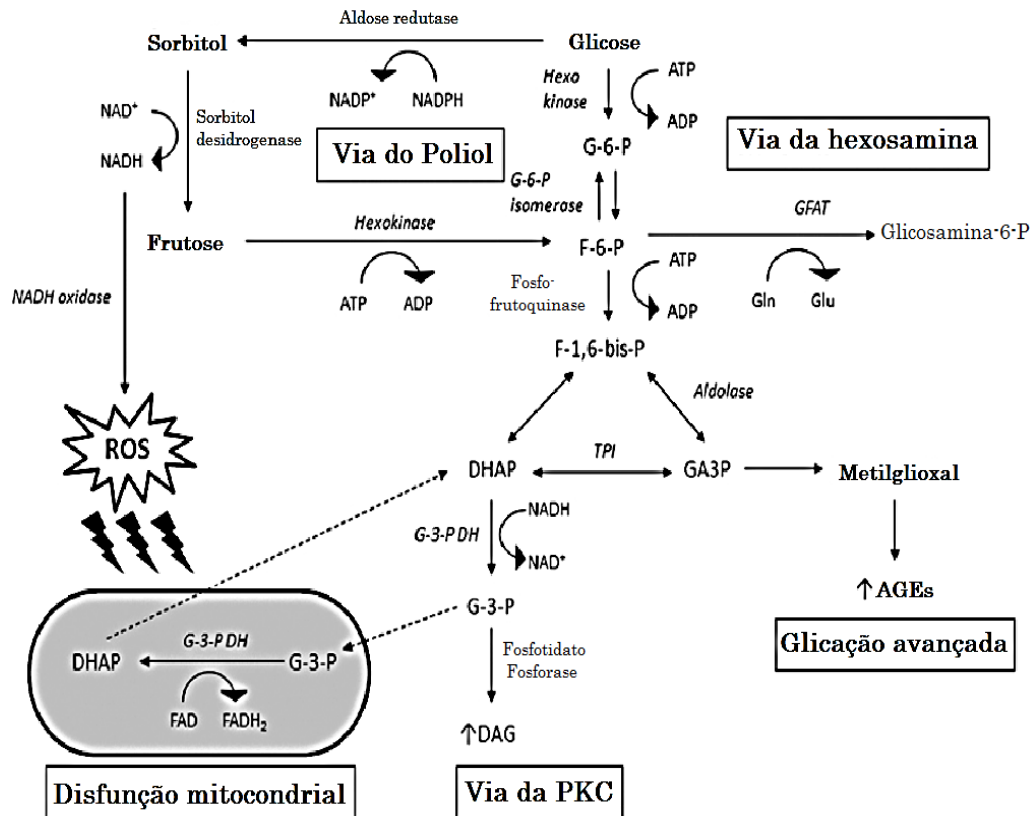 Aldose redutase
Sorbitol
Glicose
NADP⁺
NADPH
Hexo
kinase
ATP
ADP
NAD⁺
NADH
Sorbitol
desidrogenase
Via do Poliol
Via da hexosamina
G-6-P
G-6-P
isomerase
Frutose
Hexokinase
ATP
ADP
F-6-P
GFAT
Glicosamina-6-P
Gln
Glu
Fosfo-
frutoquinase
ATP
ADP
NADH oxidase
F-1,6-bis-P
Aldolase
ROS
DHAP
TPI
GA3P
Metilglioxal
G-3-P DH
NADH
NAD⁺
↑AGEs
G-3-P
Glicação avançada
G-3-P DH
DHAP
G-3-P
FAD
FADH₂
Fosfotidato
Fosforase
↑DAG
Disfunção mitocondrial
Via da PKC